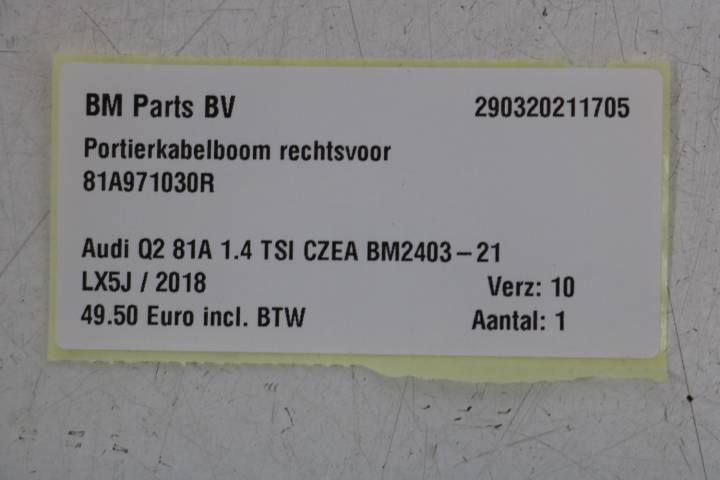 BM Parts BV 290320211705
Portierkabelboom rechtsvoor
81A971030R
Audi Q2 81A 1.4 TSI CZEA BM2403-21
LX5J / 2018 Verz: 10
49.50 Euro incl. BTW Aantal: 1